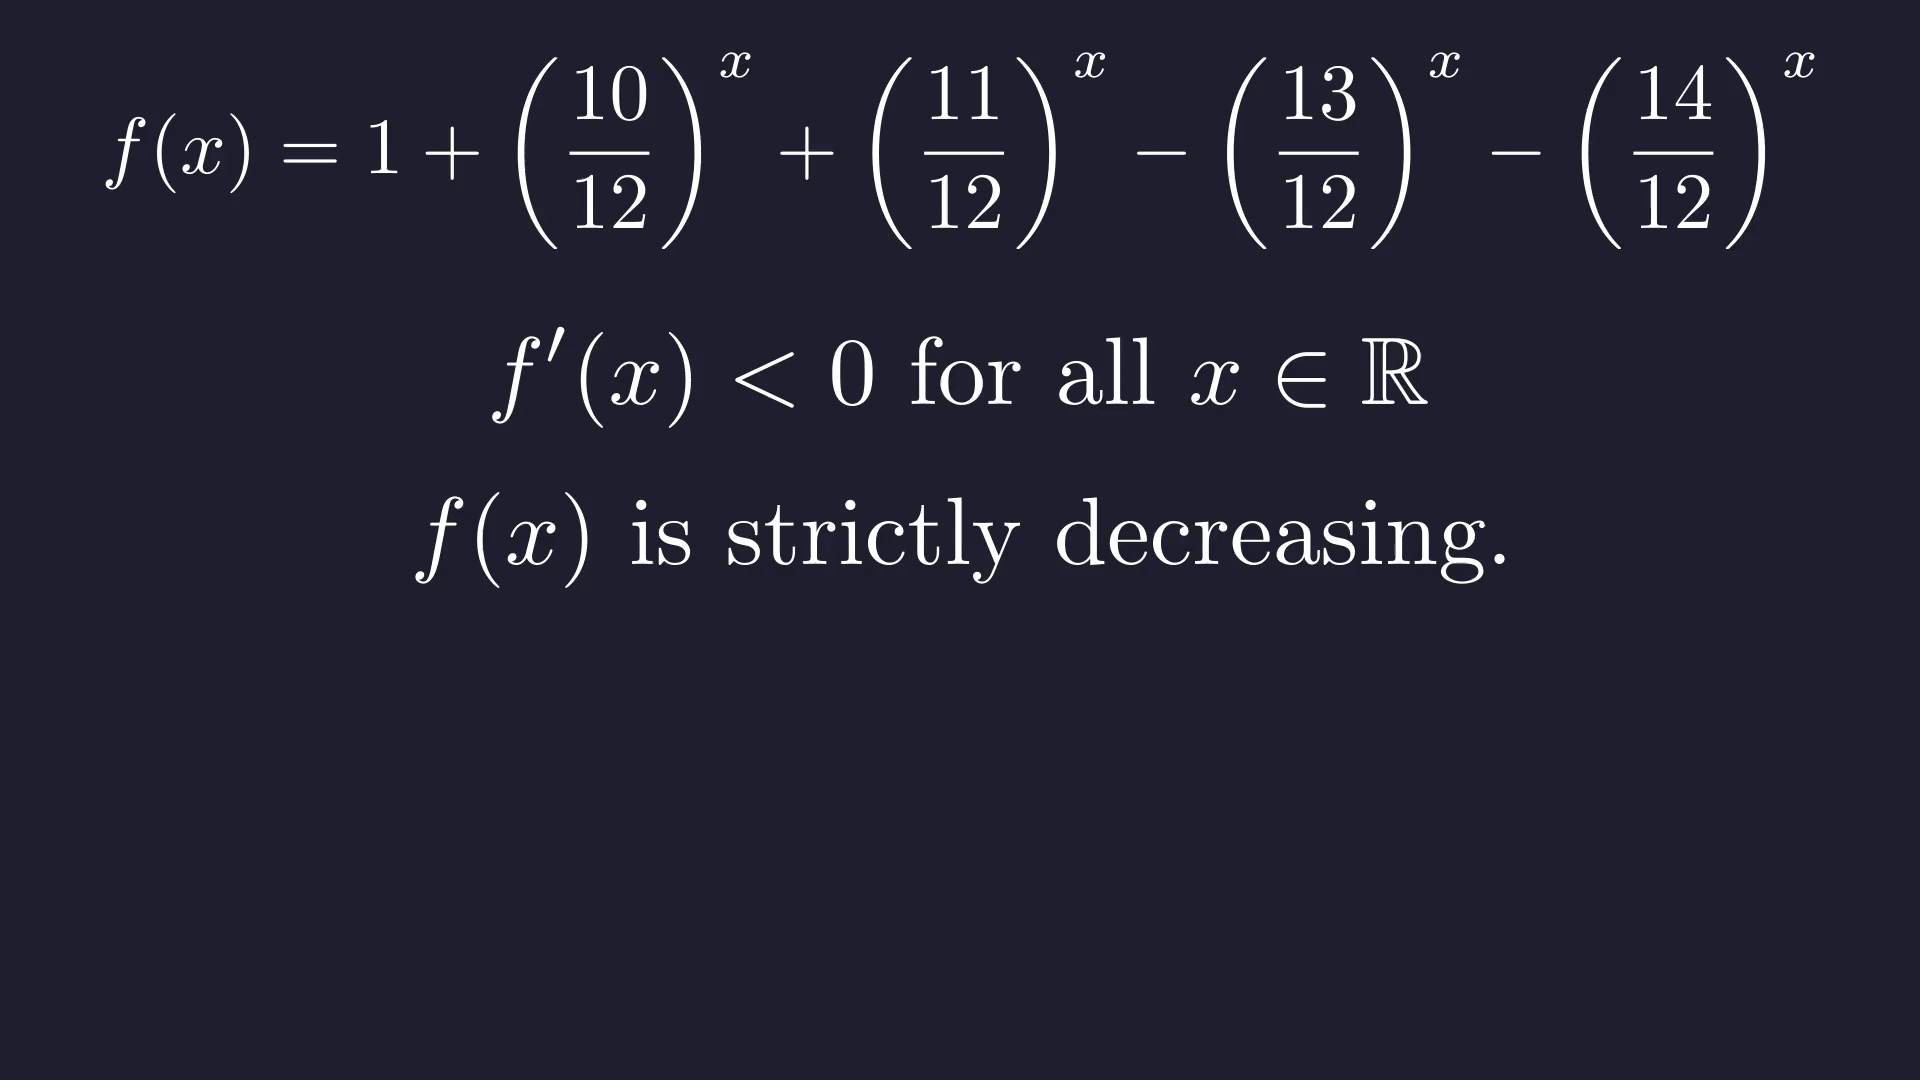 f(x) = 1 + (10/12)^x + (11/12)^x − (13/12)^x − (14/12)^x
f′(x) < 0 for all x ∈ ℝ
f(x) is strictly decreasing.